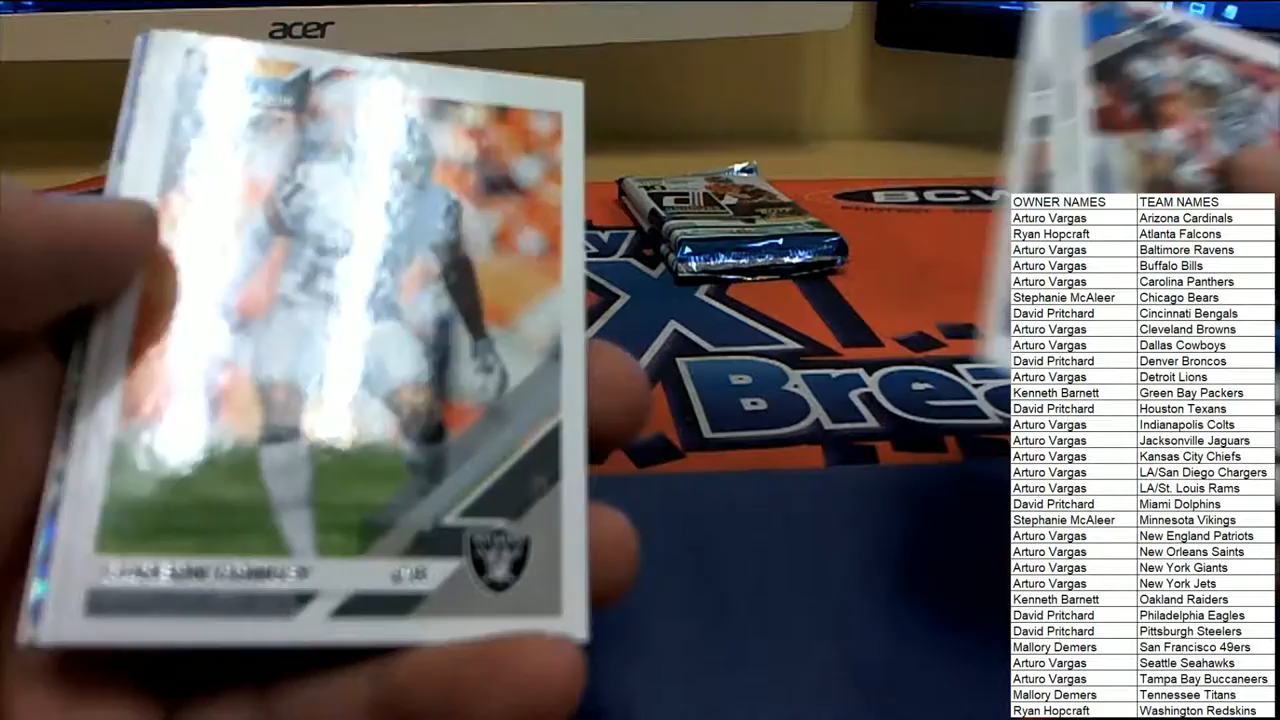 acer
BCW
Brea
OWNER NAMES TEAM NAMES
Arturo Vargas Arizona Cardinals
Ryan Hopcraft Atlanta Falcons
Arturo Vargas Baltimore Ravens
Arturo Vargas Buffalo Bills
Arturo Vargas Carolina Panthers
Stephanie McAleer Chicago Bears
David Pritchard Cincinnati Bengals
Arturo Vargas Cleveland Browns
Arturo Vargas Dallas Cowboys
David Pritchard Denver Broncos
Arturo Vargas Detroit Lions
Kenneth Barnett Green Bay Packers
David Pritchard Houston Texans
Arturo Vargas Indianapolis Colts
Arturo Vargas Jacksonville Jaguars
Arturo Vargas Kansas City Chiefs
Arturo Vargas LA/San Diego Chargers
Arturo Vargas LA/St. Louis Rams
David Pritchard Miami Dolphins
Stephanie McAleer Minnesota Vikings
Arturo Vargas New England Patriots
Arturo Vargas New Orleans Saints
Arturo Vargas New York Giants
Arturo Vargas New York Jets
Kenneth Barnett Oakland Raiders
David Pritchard Philadelphia Eagles
David Pritchard Pittsburgh Steelers
Mallory Demers San Francisco 49ers
Arturo Vargas Seattle Seahawks
Arturo Vargas Tampa Bay Buccaneers
Mallory Demers Tennessee Titans
Ryan Hopcraft Washington Redskins